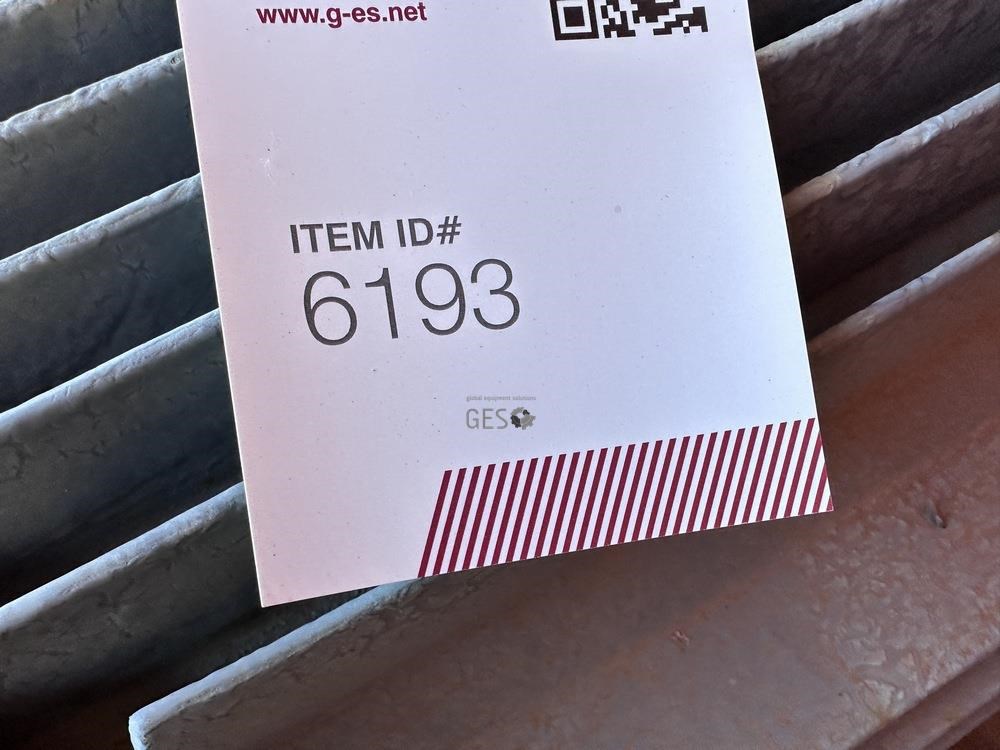 www.g-es.net
ITEM ID#
6193
global equipment solutions
GES